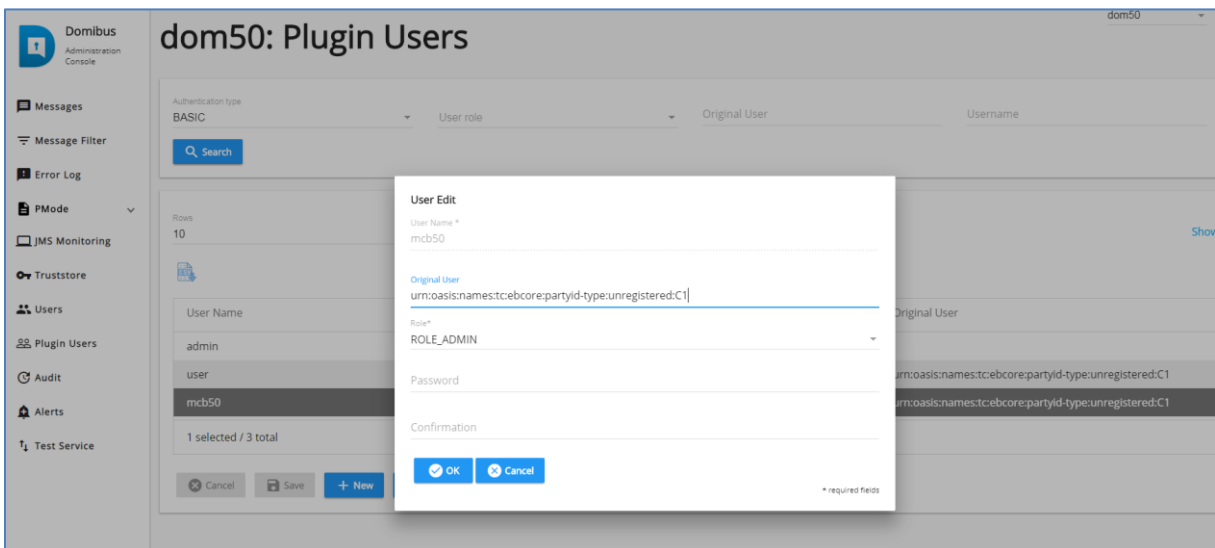 dom50
Domibus
Administration
Console
dom50: Plugin Users
Messages
Message Filter
Error Log
PMode
JMS Monitoring
Truststore
Users
Plugin Users
Audit
Alerts
Test Service
Authentication type
BASIC
User role
Original User
Username
Search
Rows
10
Show
User Name
Original User
admin
user
urn:oasis:names:tc:ebcore:partyid-type:unregistered:C1
mcb50
urn:oasis:names:tc:ebcore:partyid-type:unregistered:C1
1 selected / 3 total
Cancel
Save
+ New
User Edit
User Name *
mcb50
Original User
urn:oasis:names:tc:ebcore:partyid-type:unregistered:C1
Role*
ROLE_ADMIN
Password
Confirmation
OK
Cancel
* required fields